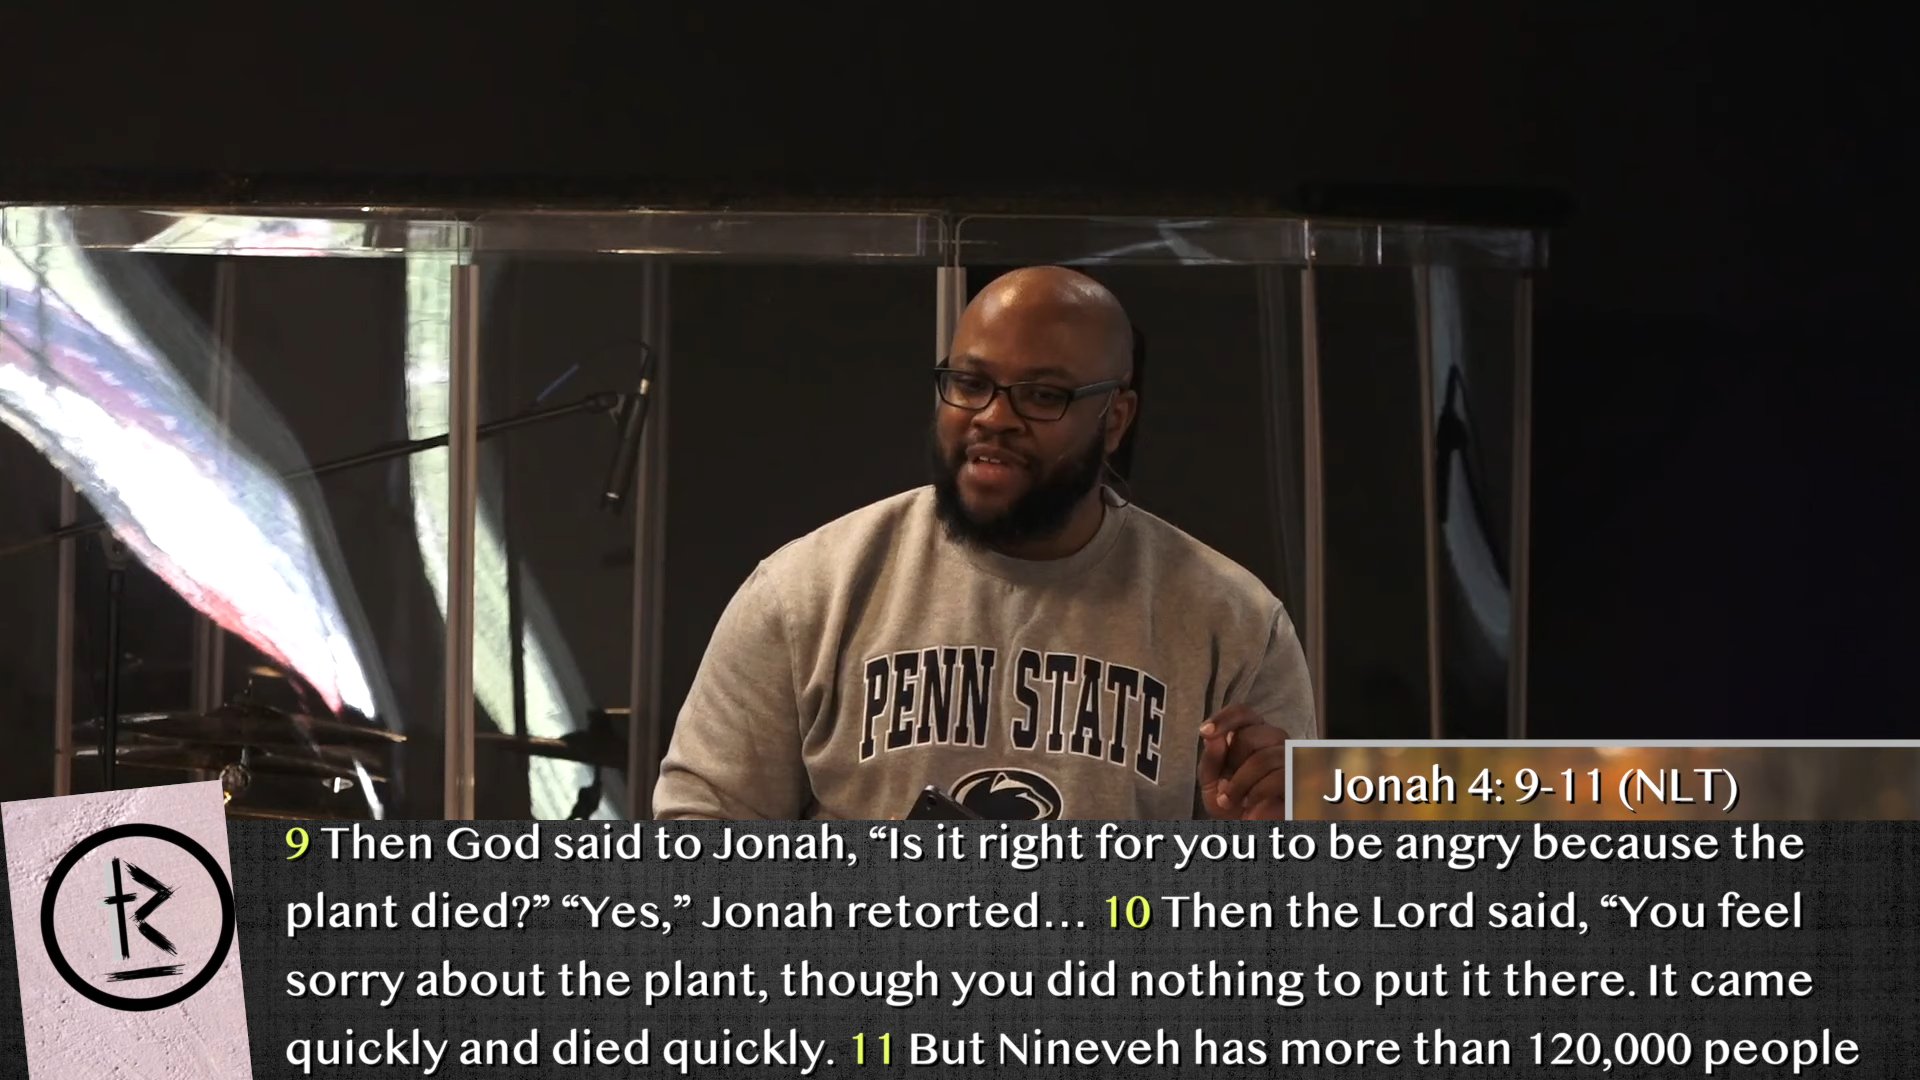 PENN STATE
Jonah 4: 9-11 (NLT)
9 Then God said to Jonah, “Is it right for you to be angry because the
plant died?” “Yes,” Jonah retorted… 10 Then the Lord said, “You feel
sorry about the plant, though you did nothing to put it there. It came
quickly and died quickly. 11 But Nineveh has more than 120,000 people